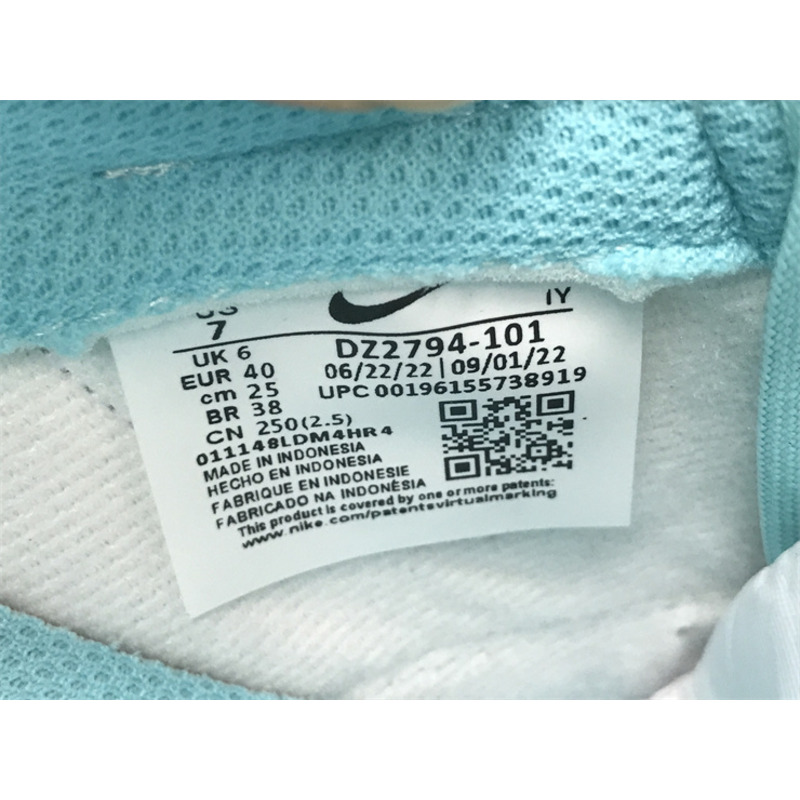 7
IY
UK 6
DZ2794-101
EUR 40
06/22/22 | 09/01/22
cm 25
UPC 00196155738919
BR 38
CN 250(2.5)
011148LDM4HR4
MADE IN INDONESIA
HECHO EN INDONESIA
FABRIQUE EN INDONESIE
FABRICADO NA INDONÉSIA
This product is covered by one or more patents:
www.nike.com/patentsvirtualmarking